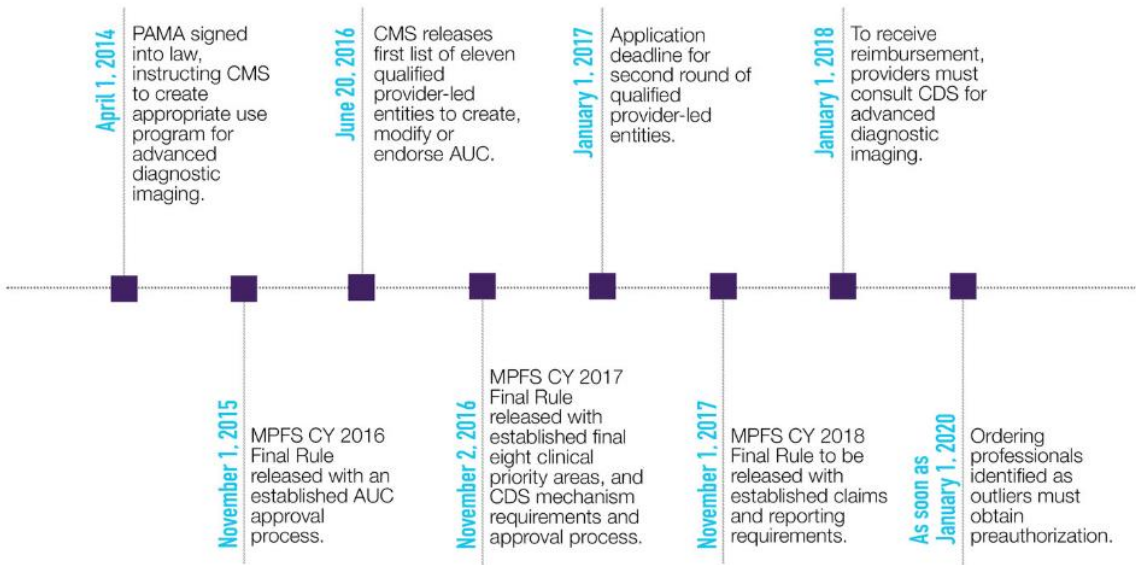 April 1, 2014
PAMA signed
into law,
instructing CMS
to create
appropriate use
program for
advanced
diagnostic
imaging.
November 1, 2015
MPFS CY 2016
Final Rule
released with an
established AUC
approval
process.
June 20, 2016
CMS releases
first list of eleven
qualified
provider-led
entities to create,
modify or
endorse AUC.
November 2, 2016
MPFS CY 2017
Final Rule
released with
established final
eight clinical
priority areas, and
CDS mechanism
requirements and
approval process.
January 1, 2017
Application
deadline for
second round of
qualified
provider-led
entities.
November 1, 2017
MPFS CY 2018
Final Rule to be
released with
established claims
and reporting
requirements.
January 1, 2018
To receive
reimbursement,
providers must
consult CDS for
advanced
diagnostic
imaging.
As soon as
January 1, 2020
Ordering
professionals
identified as
outliers must
obtain
preauthorization.